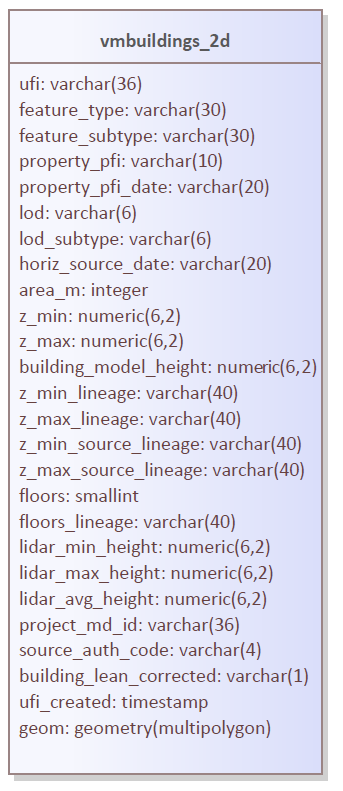 vmbuildings_2d
ufi: varchar(36)
feature_type: varchar(30)
feature_subtype: varchar(30)
property_pfi: varchar(10)
property_pfi_date: varchar(20)
lod: varchar(6)
lod_subtype: varchar(6)
horiz_source_date: varchar(20)
area_m: integer
z_min: numeric(6,2)
z_max: numeric(6,2)
building_model_height: numeric(6,2)
z_min_lineage: varchar(40)
z_max_lineage: varchar(40)
z_min_source_lineage: varchar(40)
z_max_source_lineage: varchar(40)
floors: smallint
floors_lineage: varchar(40)
lidar_min_height: numeric(6,2)
lidar_max_height: numeric(6,2)
lidar_avg_height: numeric(6,2)
project_md_id: varchar(36)
source_auth_code: varchar(4)
building_lean_corrected: varchar(1)
ufi_created: timestamp
geom: geometry(multipolygon)